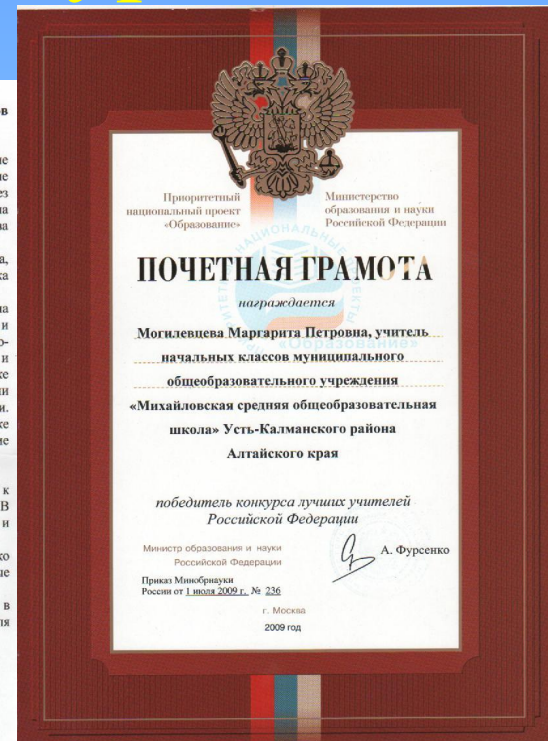 Приоритетный
национальный проект
«Образование»
Министерство
образования и науки
Российской Федерации
ПОЧЕТНАЯ ГРАМОТА
награждается
Могилевцева Маргарита Петровна, учитель
начальных классов муниципального
общеобразовательного учреждения
«Михайловская средняя общеобразовательная
школа» Усть-Калманского района
Алтайского края
«Образование»
победитель конкурса лучших учителей
Российской Федерации
Министр образования и науки
Российской Федерации
А. Фурсенко
Приказ Минобрнауки
России от 1 июля 2009 г. № 236
г. Москва
2009 год